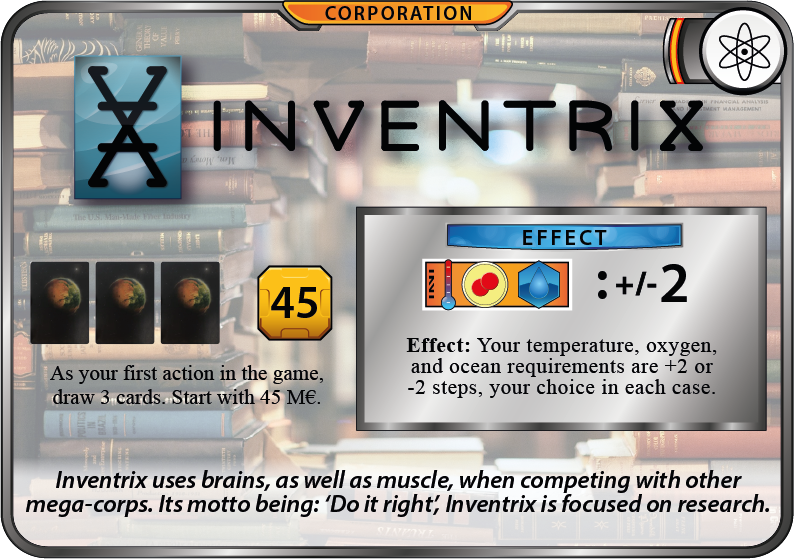 CORPORATION
INVENTRIX
EFFECT
: +/-2
45
Effect: Your temperature, oxygen,
and ocean requirements are +2 or
-2 steps, your choice in each case.
As your first action in the game,
draw 3 cards. Start with 45 M€.
Inventrix uses brains, as well as muscle, when competing with other
mega-corps. Its motto being: ‘Do it right’, Inventrix is focused on research.